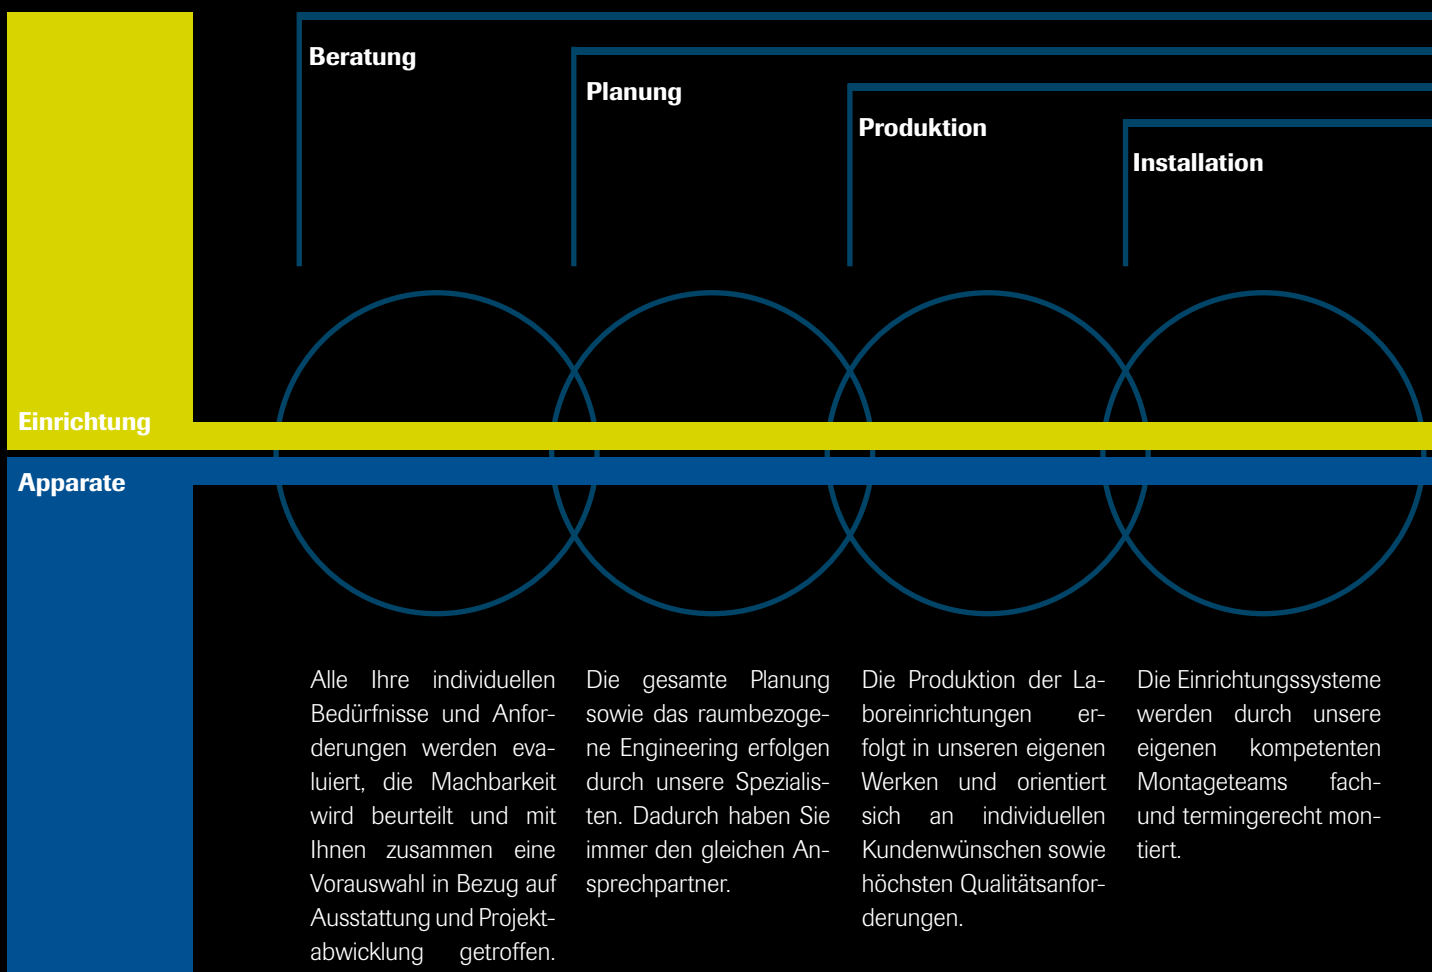 Beratung
Planung
Produktion
Installation
Einrichtung
Apparate
Alle Ihre individuellen
Bedürfnisse und Anfor-
derungen werden eva-
luiert, die Machbarkeit
wird beurteilt und mit
Ihnen zusammen eine
Vorauswahl in Bezug auf
Ausstattung und Projekt-
abwicklung getroffen.
Die gesamte Planung
sowie das raumbezoge-
ne Engineering erfolgen
durch unsere Spezialis-
ten. Dadurch haben Sie
immer den gleichen An-
sprechpartner.
Die Produktion der La-
boreinrichtungen er-
folgt in unseren eigenen
Werken und orientiert
sich an individuellen
Kundenwünschen sowie
höchsten Qualitätsanfor-
derungen.
Die Einrichtungssysteme
werden durch unsere
eigenen kompetenten
Montageteams fach-
und termingerecht mon-
tiert.